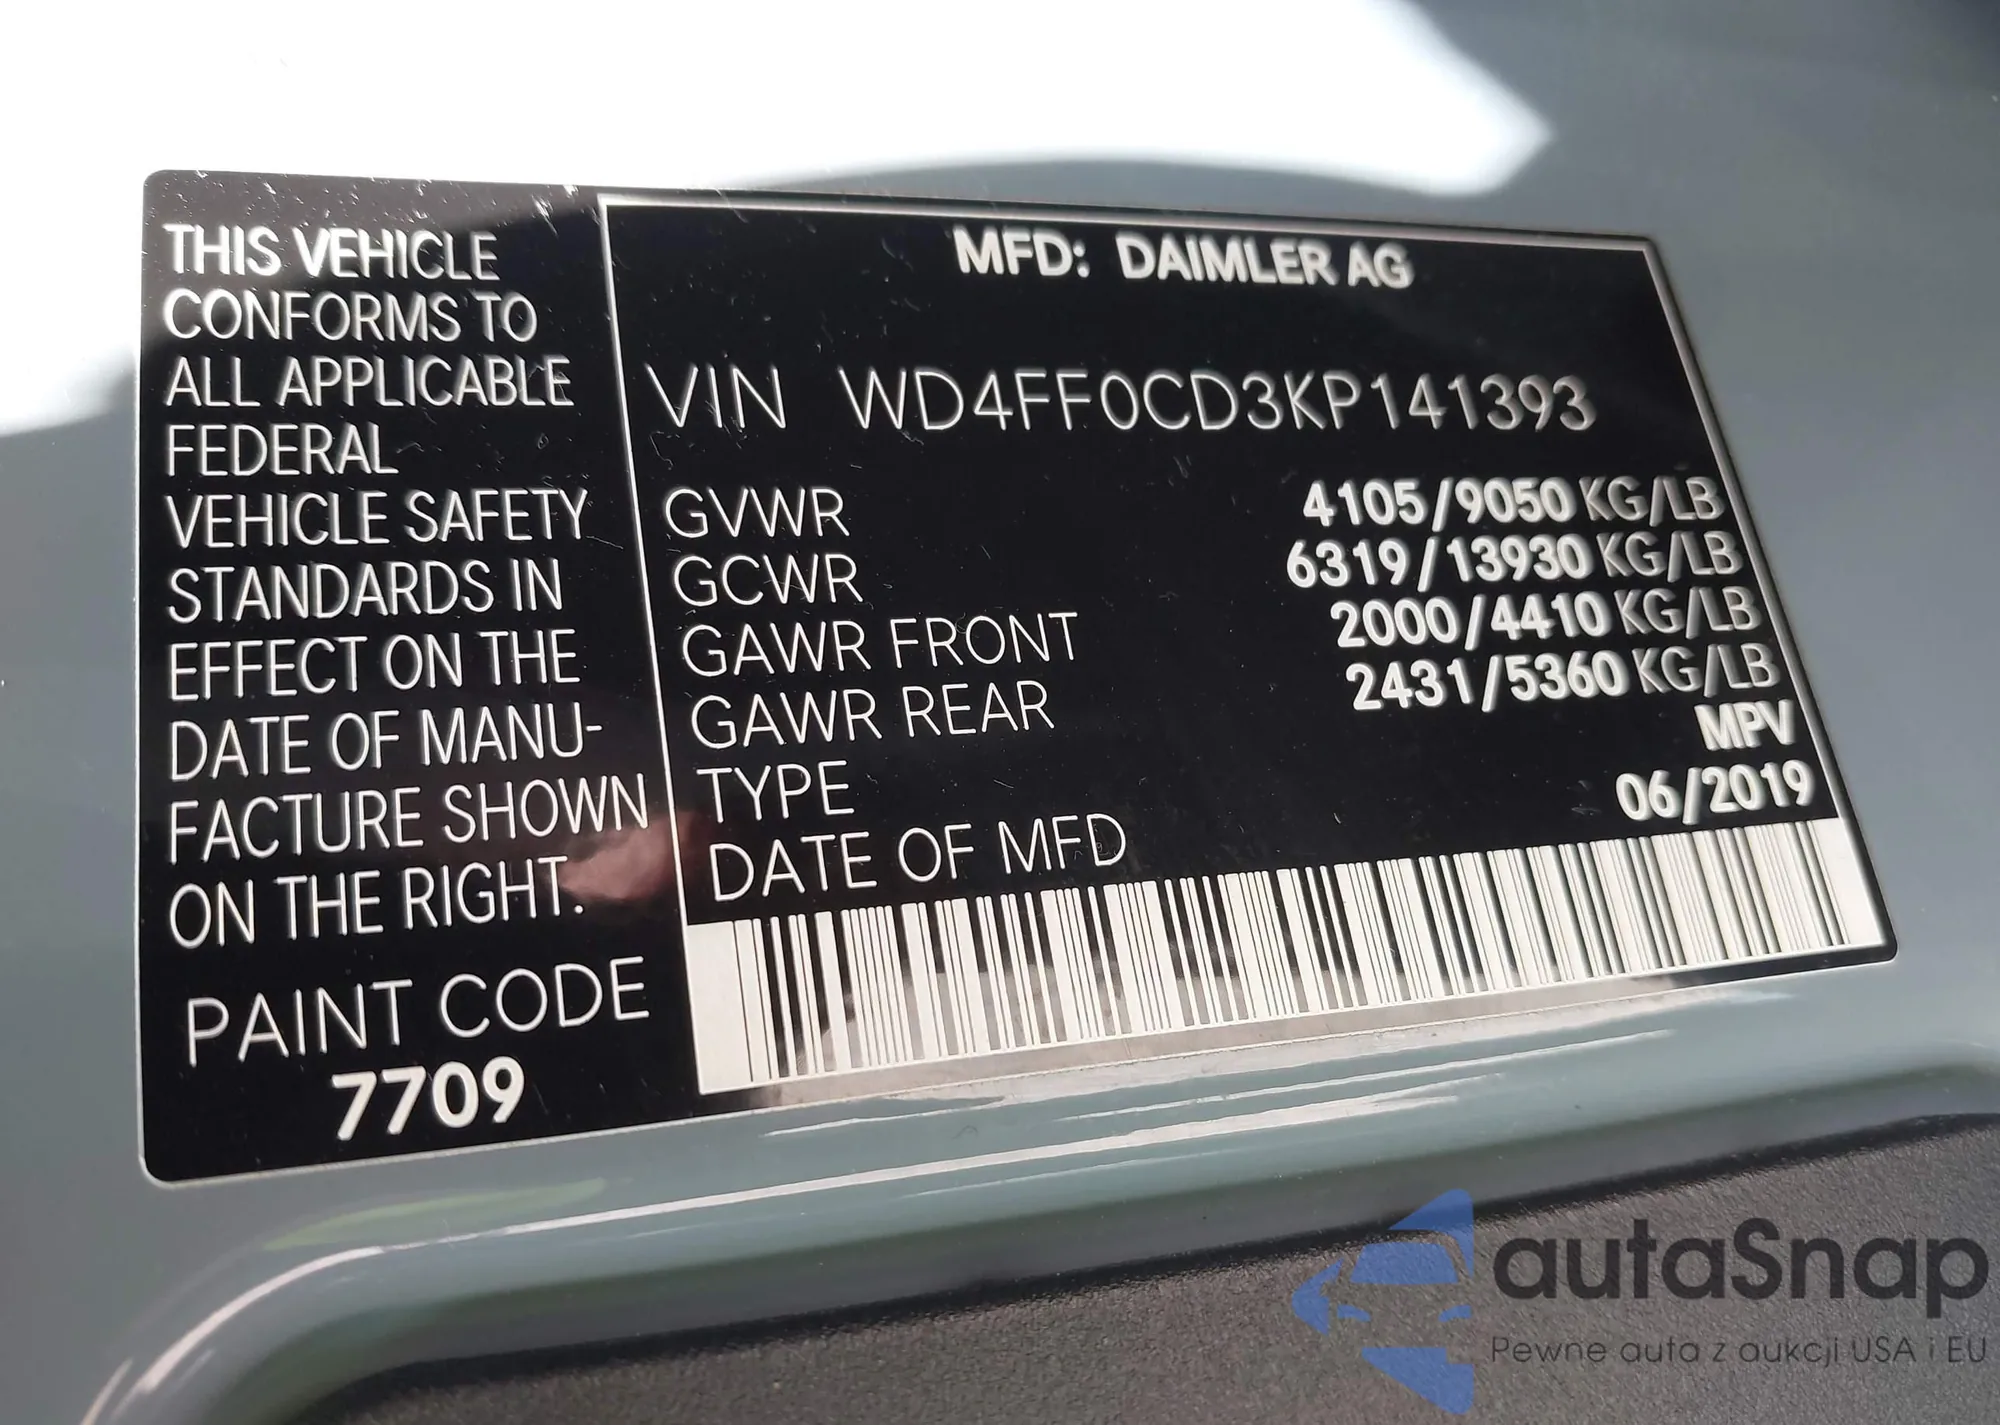 THIS VEHICLE
CONFORMS TO
ALL APPLICABLE
FEDERAL
VEHICLE SAFETY
STANDARDS IN
EFFECT ON THE
DATE OF MANU-
FACTURE SHOWN
ON THE RIGHT.
PAINT CODE
7709
MFD: DAIMLER AG
VIN WD4FF0CD3KP141393
GVWR 4105/9050 KG/LB
GCWR 6319/13930 KG/LB
GAWR FRONT 2000/4410 KG/LB
GAWR REAR 2431/5360 KG/LB
TYPE MPV
DATE OF MFD 06/2019
autaSnap
Pewne auta z aukcji USA i EU